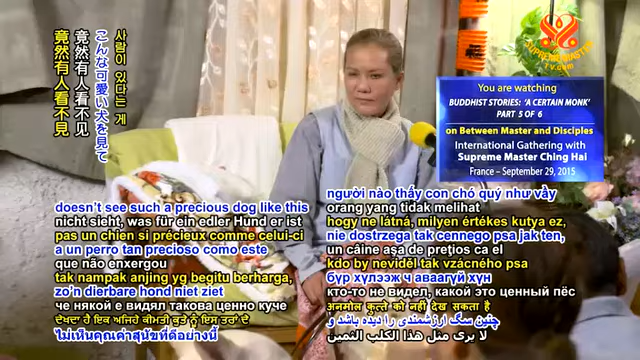 사람이 있다는 게
こんな可愛い犬を見て
竟然有人看不见
竟然有人看不見
SUPREME MASTER
TV.com
You are watching
BUDDHIST STORIES: 'A CERTAIN MONK'
PART 5 OF 6
on Between Master and Disciples
International Gathering with
Supreme Master Ching Hai
France – September 29, 2015
doesn't see such a precious dog like this
nicht sieht, was für ein edler Hund er ist
pas un chien si précieux comme celui-ci
a un perro tan precioso como este
que não enxergou
tak nampak anjing yg begitu berharga,
zo'n dierbare hond niet ziet
че някой е видял такова ценно куче
ਦੇਖਦਾ ਹੈ ਇਕ ਅਜਿਹੇ ਕੀਮਤੀ ਕੁਤੇ ਨੂੰ ਇਸ ਤਰਾਂ ਦੇ
ไม่เห็นคุณค่าสุนัขที่ดีอย่างนี้
người nào thấy con chó quý như vầy
orang yang tidak melihat
hogy ne látná, milyen értékes kutya ez,
nie dostrzega tak cennego psa jak ten,
un câine aşa de preţios ca el
kdo by neviděl tak vzácného psa
бүр хүлээж ч аваагүй хүн
кто-то не видел, какой это ценный пёс
अनमोल कुत्ते को नहीं देख सकता है
چنین سگ ارزشمندی را دیده باشد و
لا يرى مثل هذا الكلب الثمين